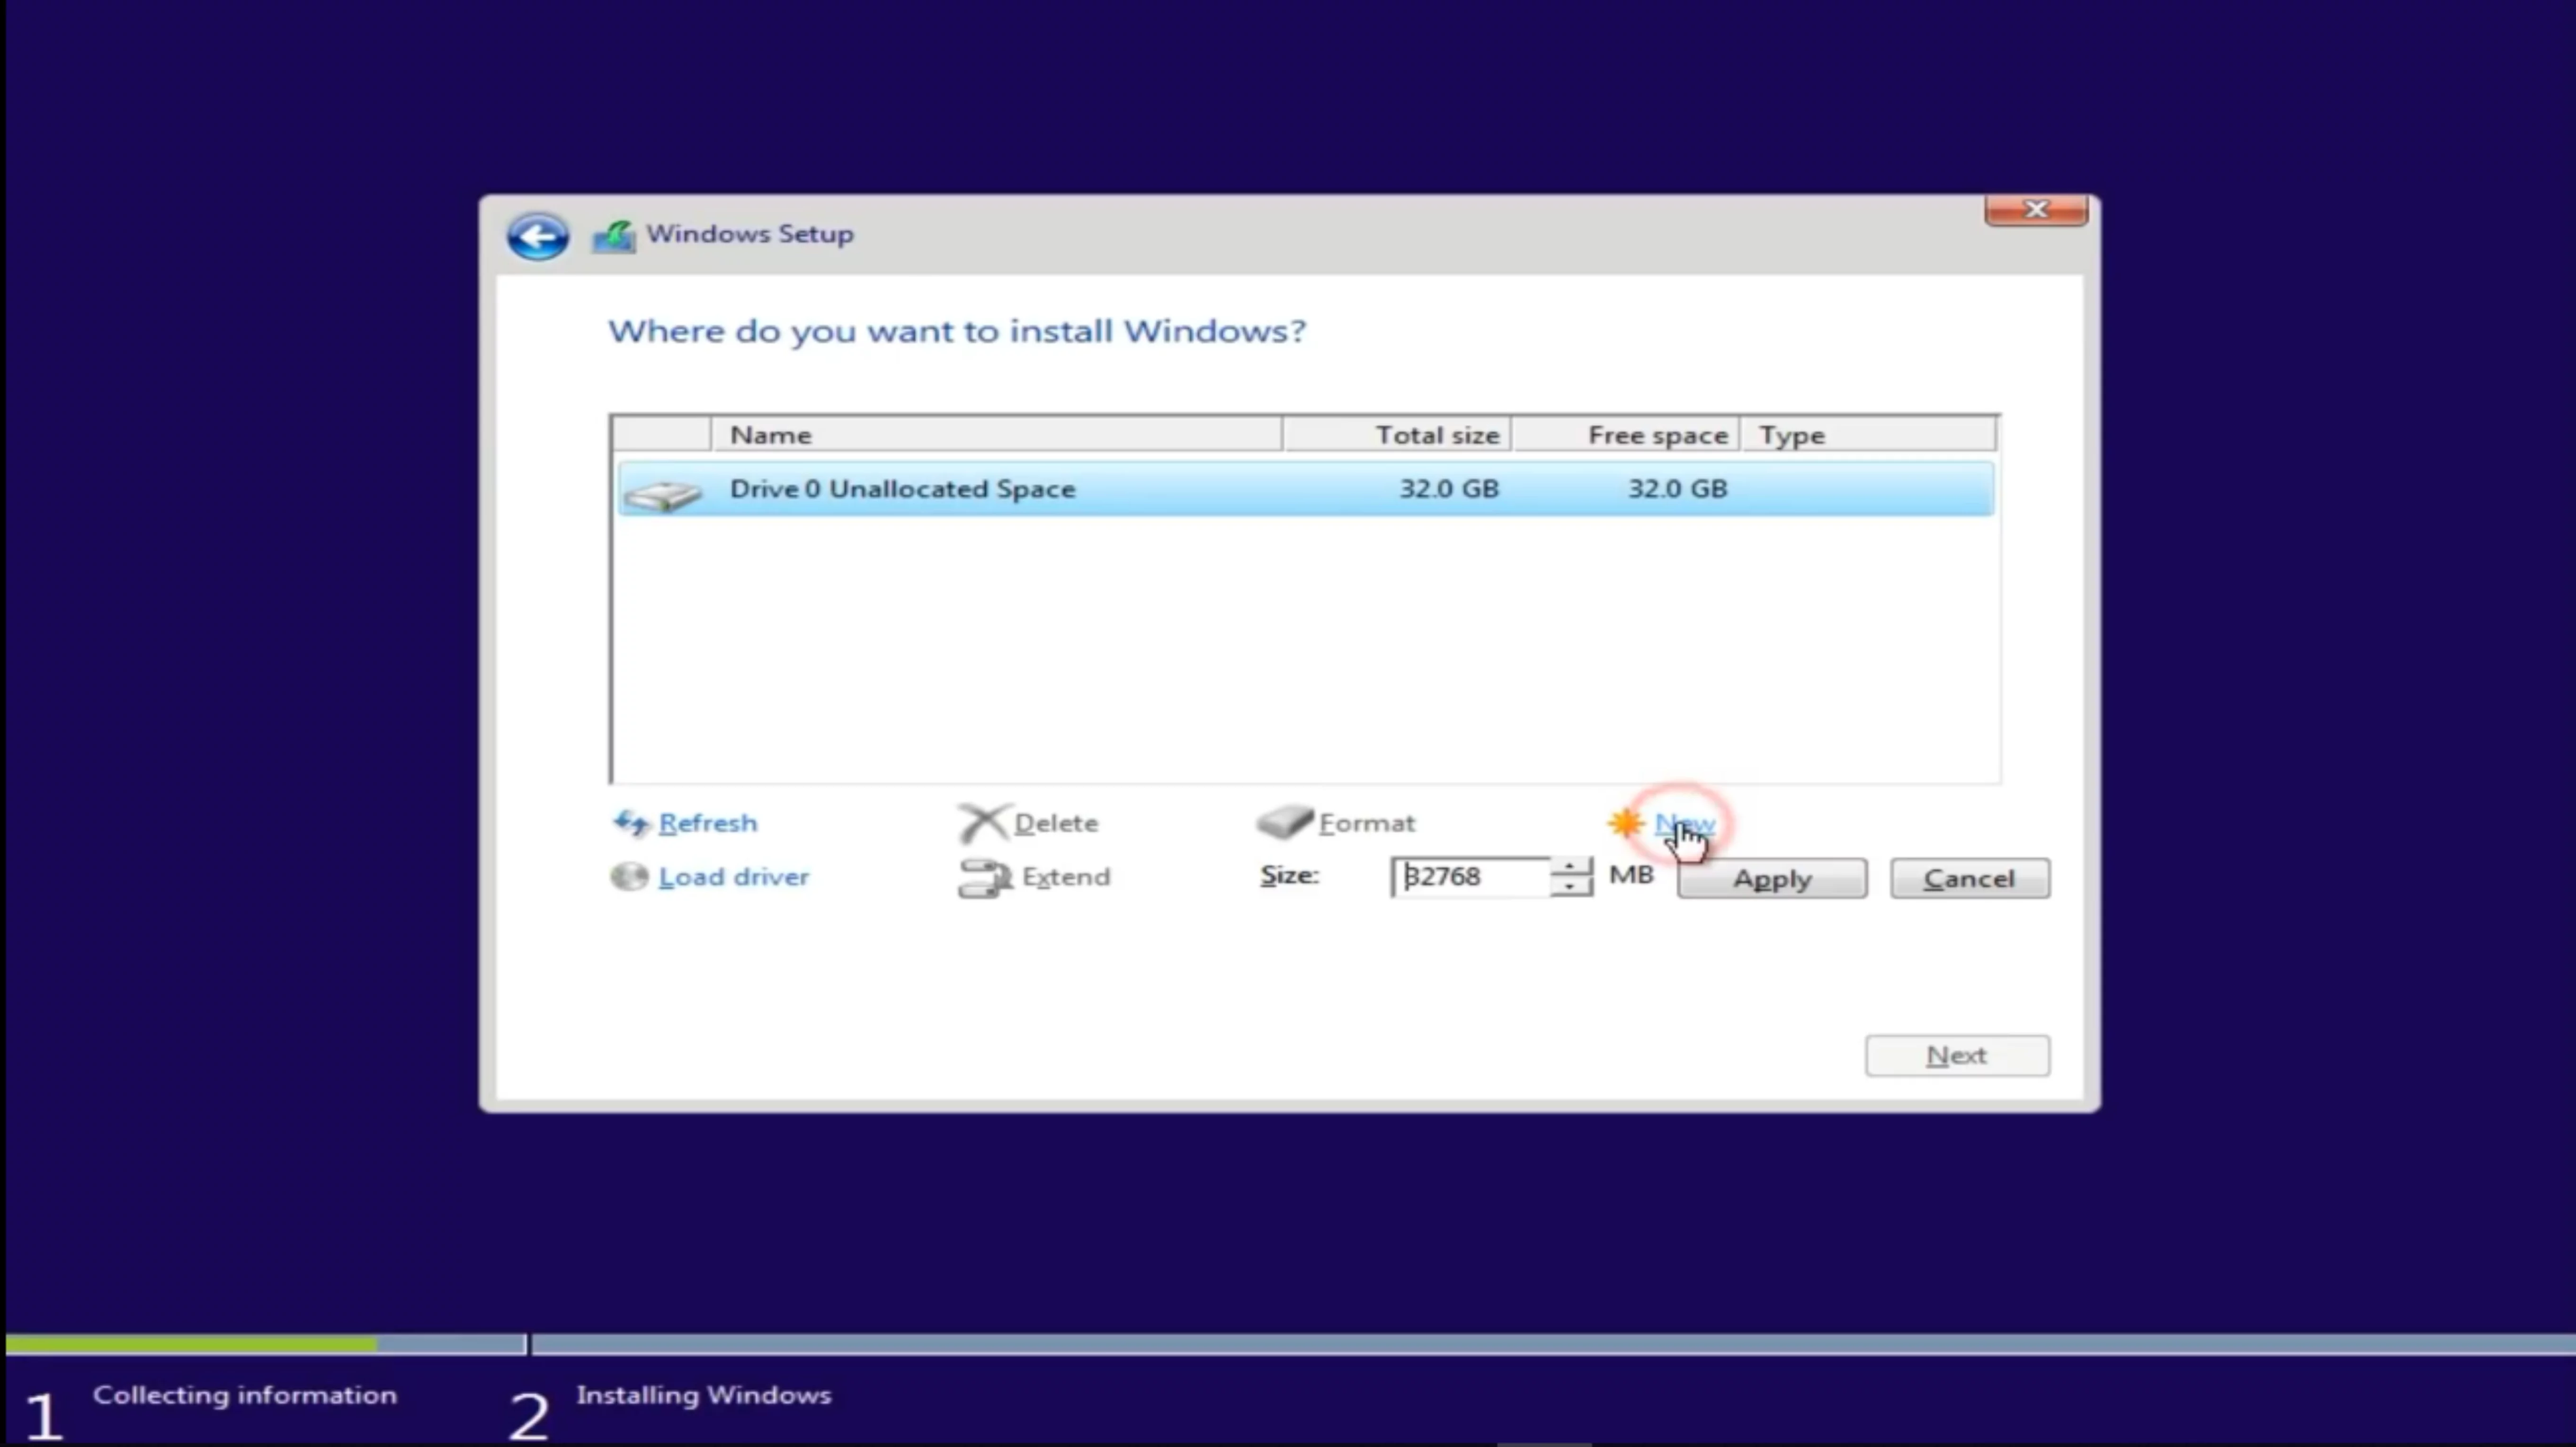 Windows Setup
Where do you want to install Windows?
Name Total size Free space Type
Drive 0 Unallocated Space 32.0 GB 32.0 GB
Refresh Delete Format New
Load driver Extend Size: 32768 MB Apply Cancel
Next
1 Collecting information 2 Installing Windows